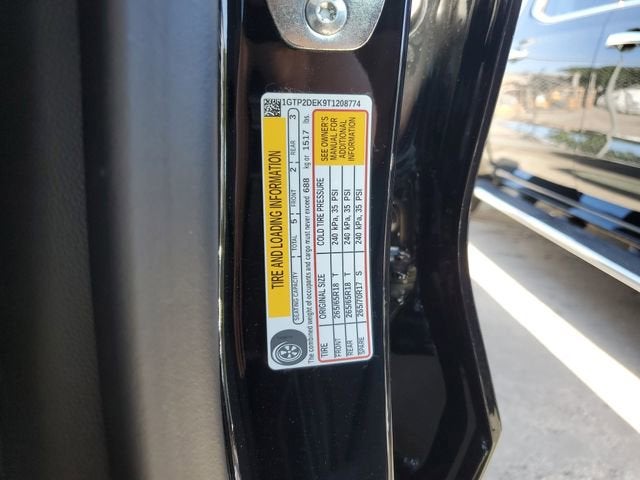 1GTP2DEK9T1208774
TIRE AND LOADING INFORMATION
SEATING CAPACITY TOTAL 5 FRONT 2 REAR 3
The combined weight of occupants and cargo must never exceed 688 kg or 1517 lbs.
TIRE ORIGINAL SIZE COLD TIRE PRESSURE
FRONT 265/65R18 T 240 kPa, 35 PSI
REAR 265/65R18 T 240 kPa, 35 PSI
SPARE 265/70R17 S 240 kPa, 35 PSI
SEE OWNER'S
MANUAL FOR
ADDITIONAL
INFORMATION